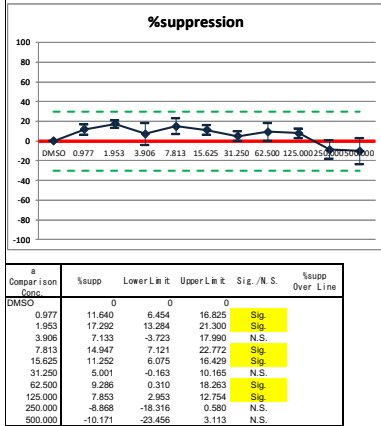 %suppression
100
80
60
40
20
0
DMSO 0.977 1.953 3.906 7.813 15.625 31.250 62.500 125.000 250.000 500.000
-20
-40
-60
-80
-100
a
Comparison %supp LowerLimit UpperLimit Sig./N.S. %supp
Conc. Over Line
DMSO 0 0 0
0.977 11.640 6.454 16.825 Sig.
1.953 17.292 13.284 21.300 Sig.
3.906 7.133 -3.723 17.990 N.S.
7.813 14.947 7.121 22.772 Sig.
15.625 11.252 6.075 16.429 Sig.
31.250 5.001 -0.163 10.165 N.S.
62.500 9.286 0.310 18.263 Sig.
125.000 7.853 2.953 12.754 Sig.
250.000 -8.868 -18.316 0.580 N.S.
500.000 -10.171 -23.456 3.113 N.S.